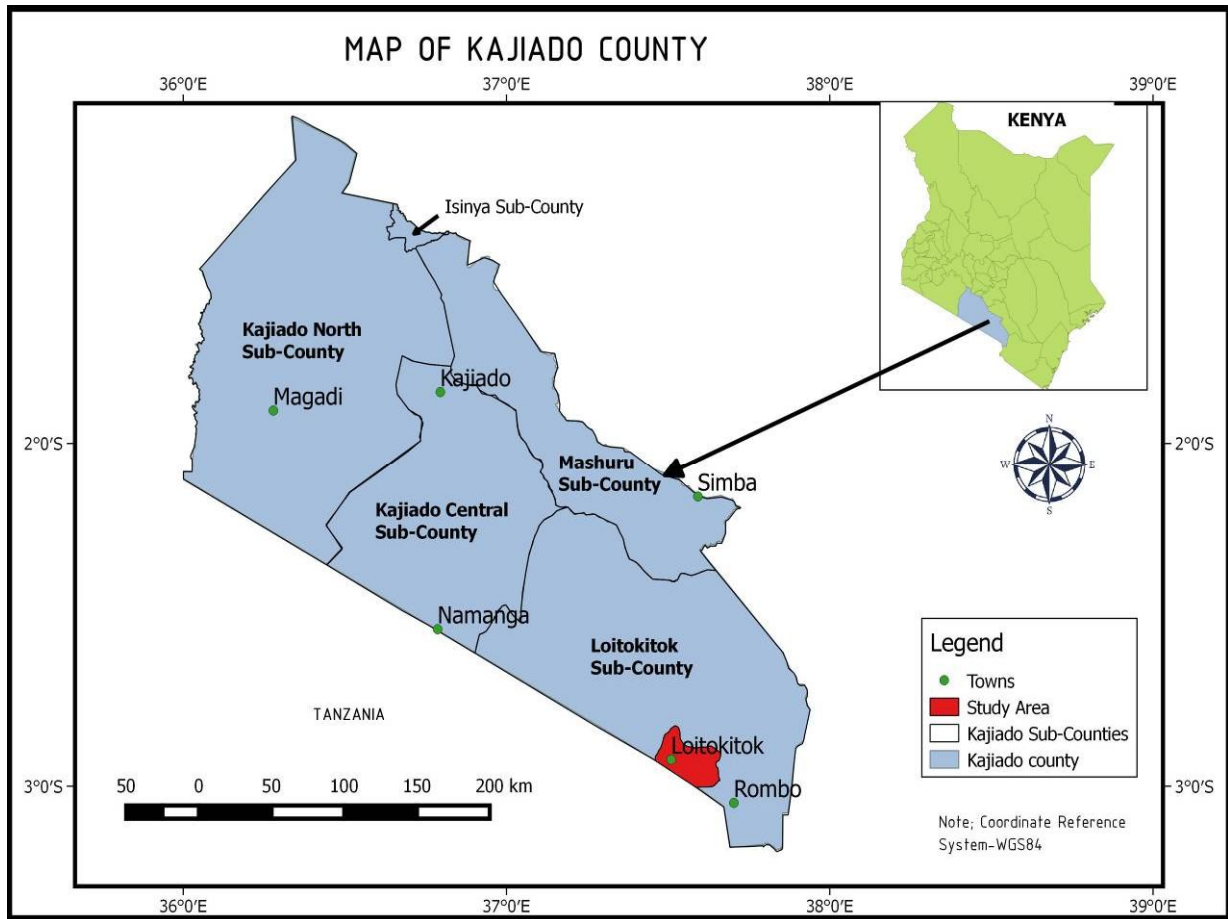 MAP OF KAJIADO COUNTY
36°0'E
37°0'E
38°0'E
39°0'E
KENYA
Isinya Sub-County
Kajiado North
Sub-County
Kajiado
Magadi
2°0'S
2°0'S
N
W
E
S
Mashuru
Sub-County
Simba
Kajiado Central
Sub-County
Namanga
Loitokitok
Sub-County
TANZANIA
Loitokitok
Rombo
Legend
Towns
Study Area
Kajiado Sub-Counties
Kajiado county
50 0 50 100 150 200 km
3°0'S
3°0'S
Note; Coordinate Reference
System-WGS84
36°0'E
37°0'E
38°0'E
39°0'E